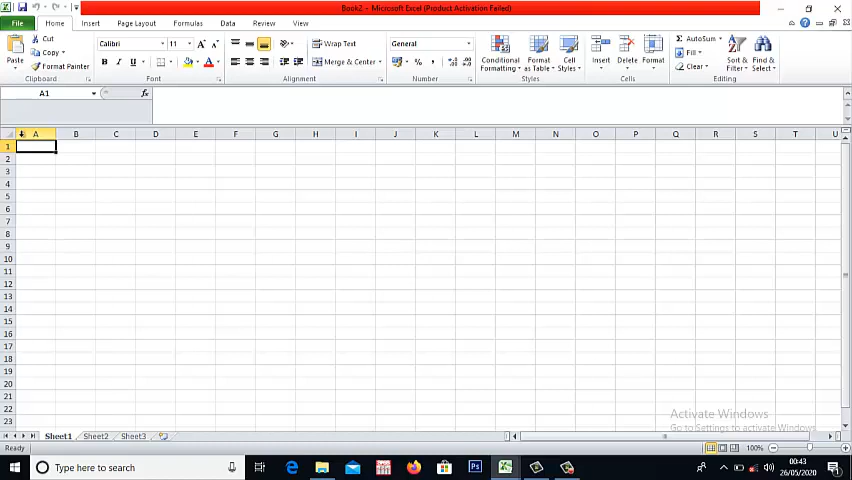 Book2 - Microsoft Excel (Product Activation Failed)
File Home Insert Page Layout Formulas Data Review View
Paste
Cut
Copy
Format Painter
Clipboard
Calibri 11
B I U
Font
Wrap Text
Merge & Center
Alignment
General
% ,
Number
Conditional Formatting
Format as Table
Cell Styles
Styles
Insert Delete Format
Cells
AutoSum
Fill
Clear
Sort & Filter
Find & Select
Editing
A1 fx
A B C D E F G H I J K L M N O P Q R S T U
1
2
3
4
5
6
7
8
9
10
11
12
13
14
15
16
17
18
19
20
21
22
23
Activate Windows
Go to Settings to activate Windows.
Sheet1 Sheet2 Sheet3
Ready 100%
Type here to search
00:43
26/05/2020